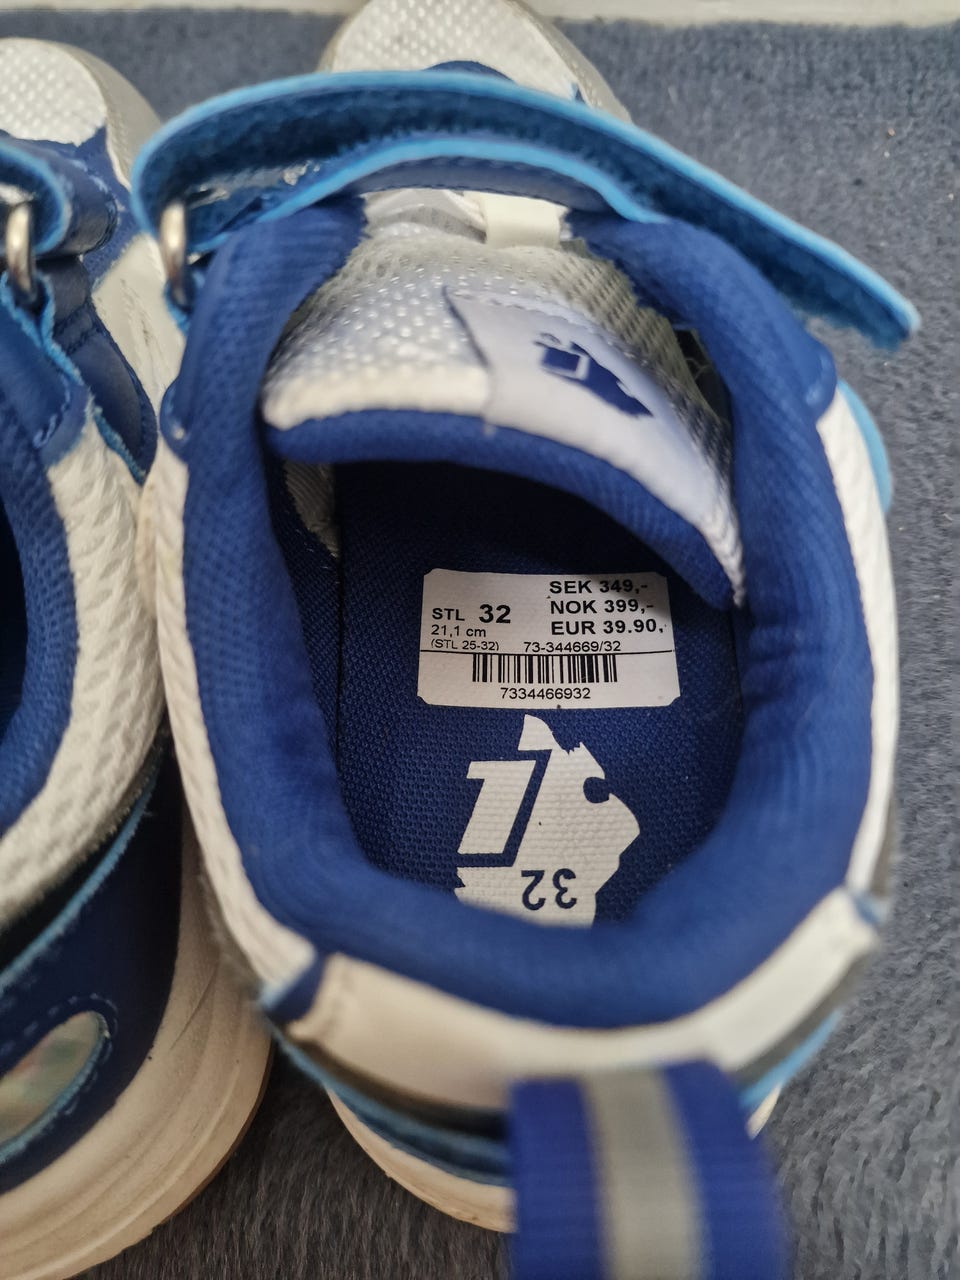 STL 32
21,1 cm
(STL 25-32)
SEK 349,-
NOK 399,-
EUR 39.90,-
73-344669/32
7334466932
32